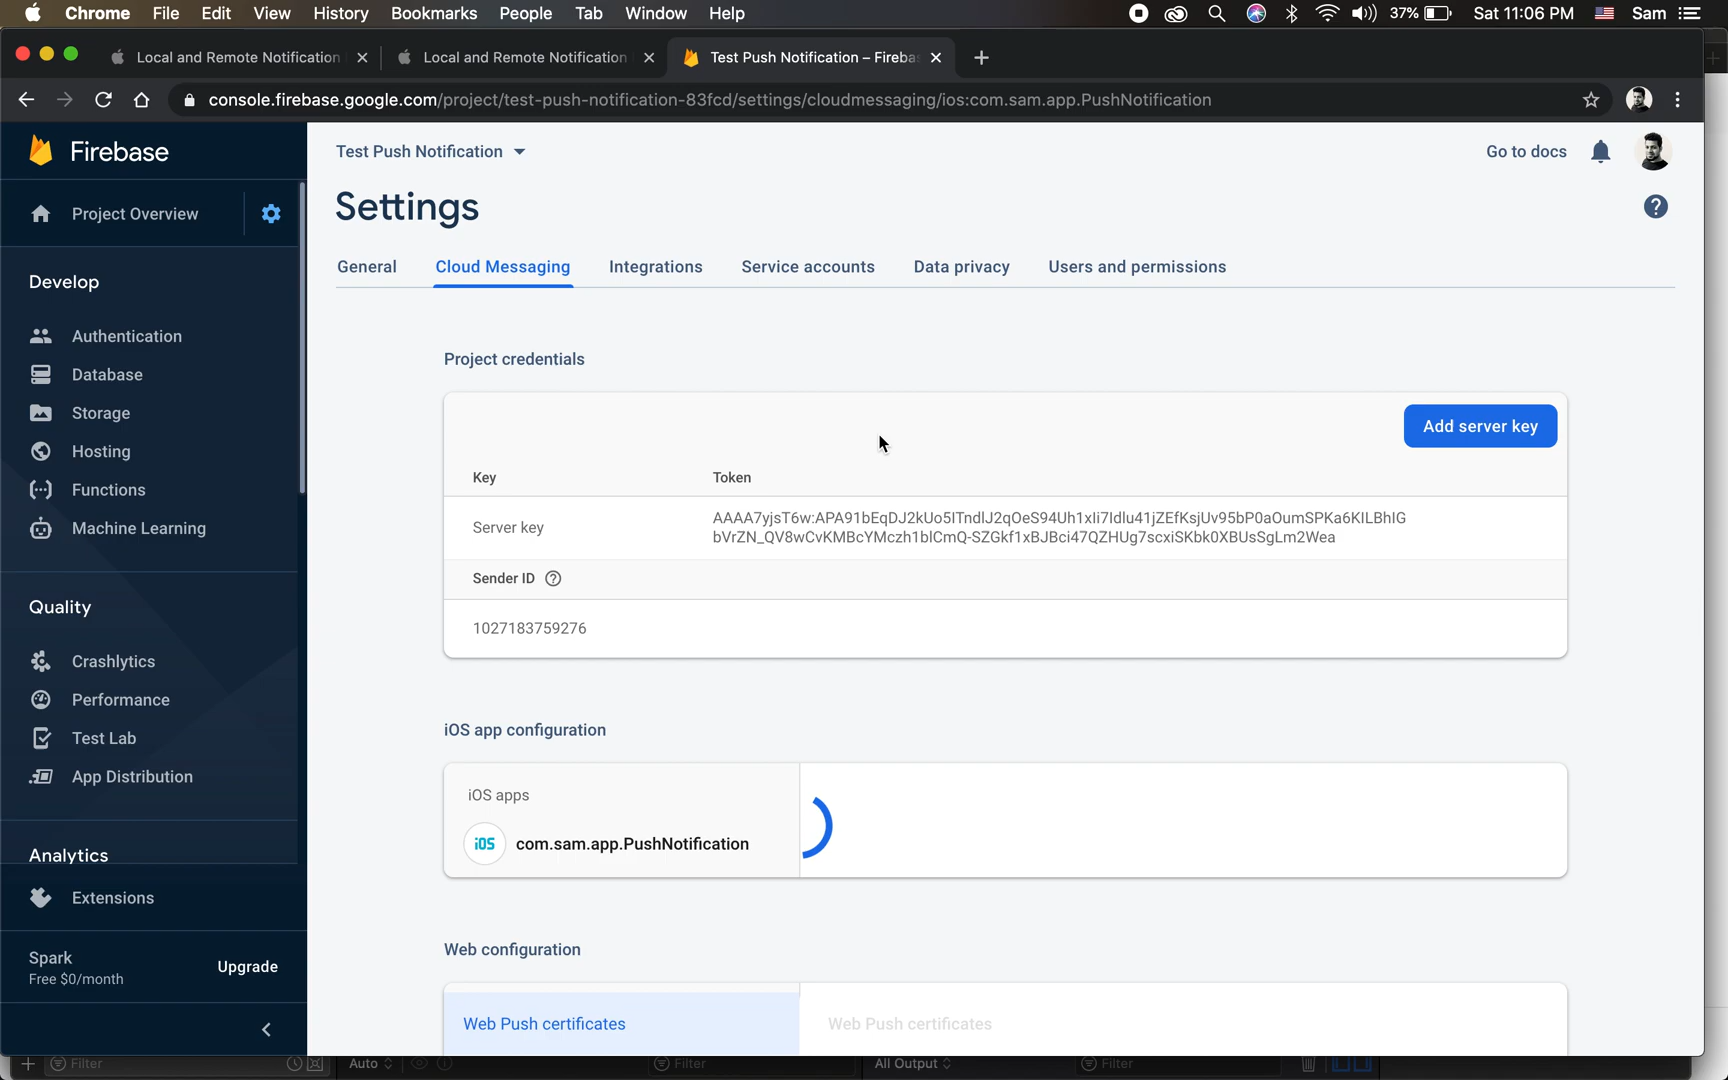 Chrome File Edit View History Bookmarks People Tab Window Help
37% Sat 11:06 PM Sam
Local and Remote Notification
Local and Remote Notification
Test Push Notification – Fireba
console.firebase.google.com/project/test-push-notification-83fcd/settings/cloudmessaging/ios:com.sam.app.PushNotification
Firebase
Project Overview
Develop
Authentication
Database
Storage
Hosting
Functions
Machine Learning
Quality
Crashlytics
Performance
Test Lab
App Distribution
Analytics
Extensions
Spark
Free $0/month
Upgrade
Test Push Notification
Go to docs
Settings
General Cloud Messaging Integrations Service accounts Data privacy Users and permissions
Project credentials
Add server key
Key Token
Server key
AAAA7yjsT6w:APA91bEqDJ2kUo5ITndlJ2qOeS94Uh1xli7Idlu41jZEfKsjUv95bP0aOumSPKa6KILBhIG
bVrZN_QV8wCvKMBcYMczh1blCmQ-SZGkf1xBJBci47QZHUg7scxiSKbk0XBUsSgLm2Wea
Sender ID
1027183759276
iOS app configuration
iOS apps
iOS com.sam.app.PushNotification
Web configuration
Web Push certificates
Web Push certificates
Filter Auto Filter All Output Filter